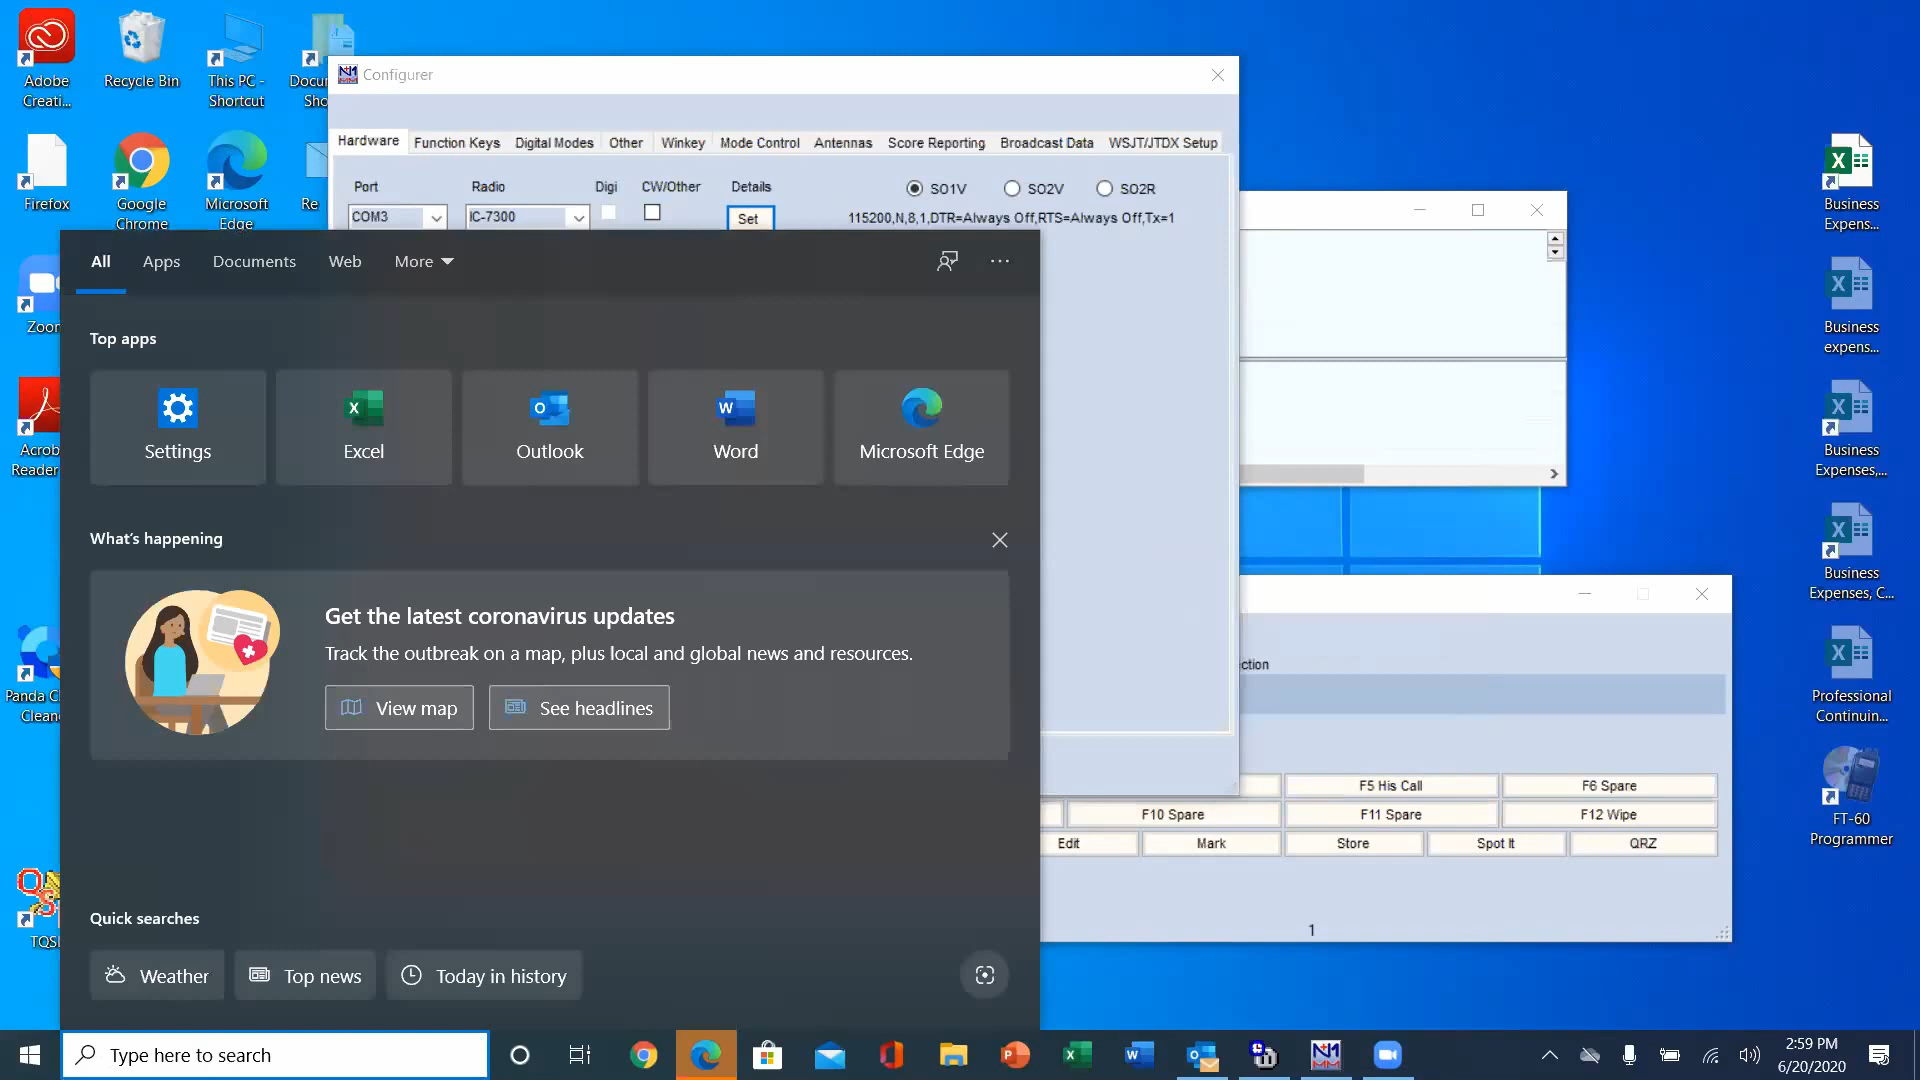 Adobe
Creati...
Recycle Bin
This PC -
Shortcut
Docu
Sho
Firefox
Google
Chrome
Microsoft
Edge
Re
Zoo
Acrob
Reader
Panda C
Clean
TQS
Configurer
Hardware Function Keys Digital Modes Other Winkey Mode Control Antennas Score Reporting Broadcast Data WSJT/JTDX Setup
Port Radio Digi CW/Other Details SO1V SO2V SO2R
COM3 IC-7300 Set 115200,N,8,1,DTR=Always Off,RTS=Always Off,Tx=1
All Apps Documents Web More
Top apps
Settings Excel Outlook Word Microsoft Edge
What's happening
Get the latest coronavirus updates
Track the outbreak on a map, plus local and global news and resources.
View map See headlines
Quick searches
Weather Top news Today in history
ction
F5 His Call F6 Spare
F10 Spare F11 Spare F12 Wipe
Edit Mark Store Spot It QRZ
1
Business
Expens...
Business
expens...
Business
Expenses,...
Business
Expenses, C...
Professional
Continuin...
FT-60
Programmer
Type here to search
2:59 PM
6/20/2020